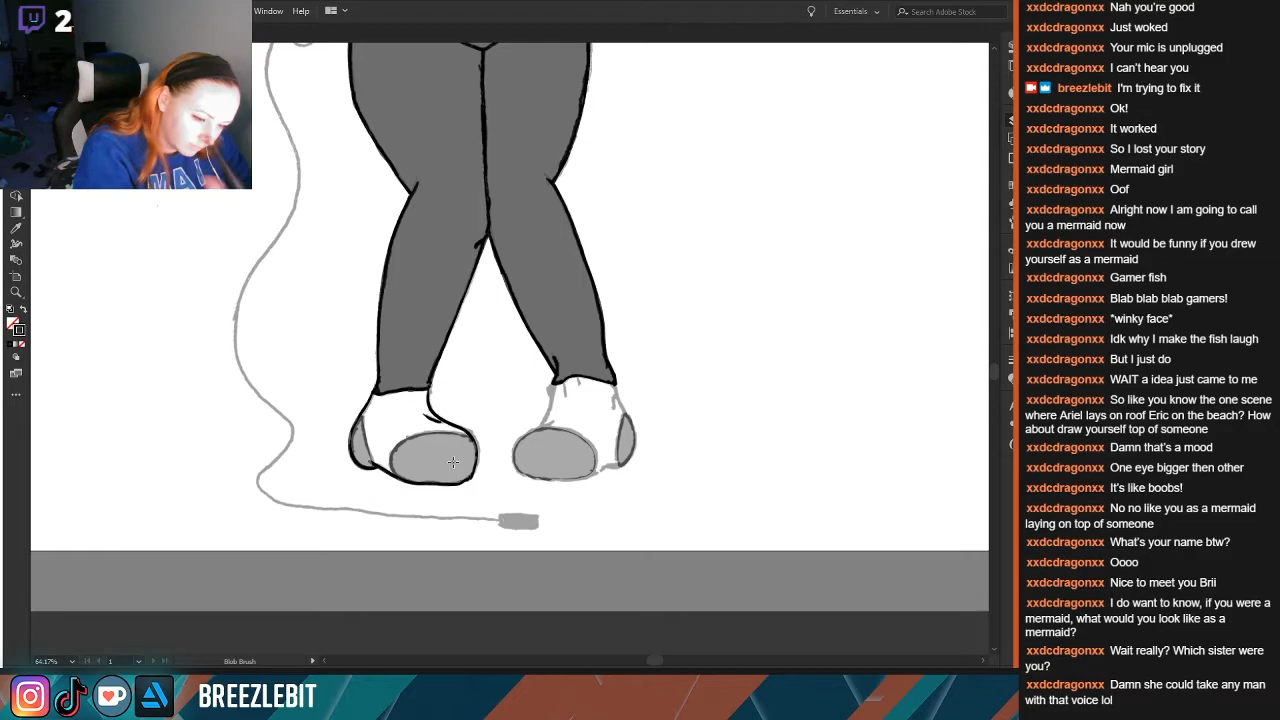 2
Window Help
Essentials
Search Adobe Stock
64.17%
1
Blob Brush
BREEZLEBIT
xxdcdragonxx Nah you're good
xxdcdragonxx Just woked
xxdcdragonxx Your mic is unplugged
xxdcdragonxx I can't hear you
breezlebit I'm trying to fix it
xxdcdragonxx Ok!
xxdcdragonxx It worked
xxdcdragonxx So I lost your story
xxdcdragonxx Mermaid girl
xxdcdragonxx Oof
xxdcdragonxx Alright now I am going to call
you a mermaid now
xxdcdragonxx It would be funny if you drew
yourself as a mermaid
xxdcdragonxx Gamer fish
xxdcdragonxx Blab blab blab gamers!
xxdcdragonxx *winky face*
xxdcdragonxx Idk why I make the fish laugh
xxdcdragonxx But I just do
xxdcdragonxx WAIT a idea just came to me
xxdcdragonxx So like you know the one scene
where Ariel lays on roof Eric on the beach? How
about draw yourself top of someone
xxdcdragonxx Damn that's a mood
xxdcdragonxx One eye bigger then other
xxdcdragonxx It's like boobs!
xxdcdragonxx No no like you as a mermaid
laying on top of someone
xxdcdragonxx What's your name btw?
xxdcdragonxx Oooo
xxdcdragonxx Nice to meet you Brii
xxdcdragonxx I do want to know, if you were a
mermaid, what would you look like as a
mermaid?
xxdcdragonxx Wait really? Which sister were
you?
xxdcdragonxx Damn she could take any man
with that voice lol